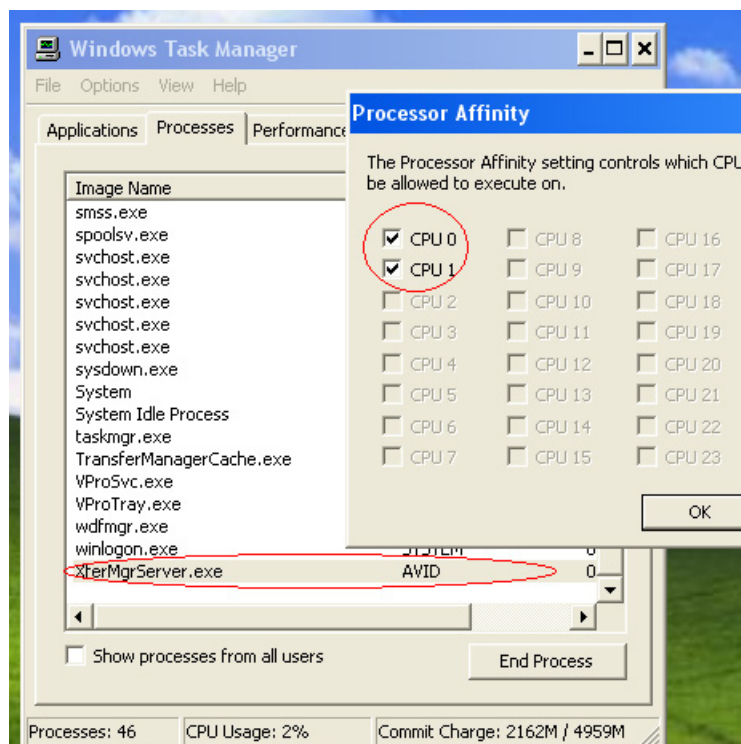 Windows Task Manager
File Options View Help
Applications Processes Performance
Image Name
smss.exe
spoolsv.exe
svchost.exe
svchost.exe
svchost.exe
svchost.exe
svchost.exe
sysdown.exe
System
System Idle Process
taskmgr.exe
TransferManagerCache.exe
VProSvc.exe
VProTray.exe
wdfmgr.exe
winlogon.exe SYSTEM 0
XferMgrServer.exe AVID 0
Show processes from all users
End Process
Processes: 46 CPU Usage: 2% Commit Charge: 2162M / 4959M
Processor Affinity
The Processor Affinity setting controls which CPU
be allowed to execute on.
CPU 0 CPU 8 CPU 16
CPU 1 CPU 9 CPU 17
CPU 2 CPU 10 CPU 18
CPU 3 CPU 11 CPU 19
CPU 4 CPU 12 CPU 20
CPU 5 CPU 13 CPU 21
CPU 6 CPU 14 CPU 22
CPU 7 CPU 15 CPU 23
OK